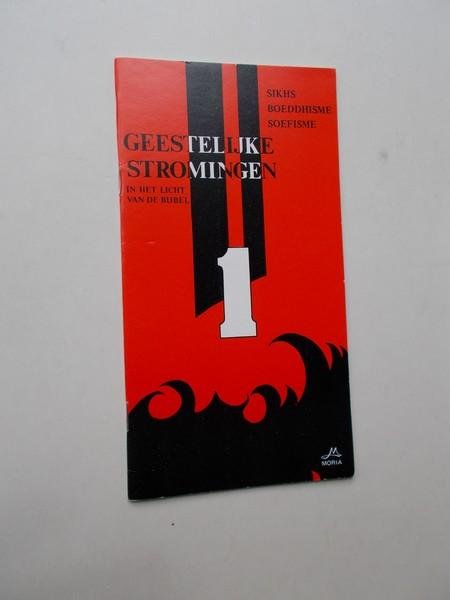 SIKHS
BOEDDHISME
SOEFISME
GEESTELIJKE
STROMINGEN
IN HET LICHT
VAN DE BIJBEL
1
MORIA